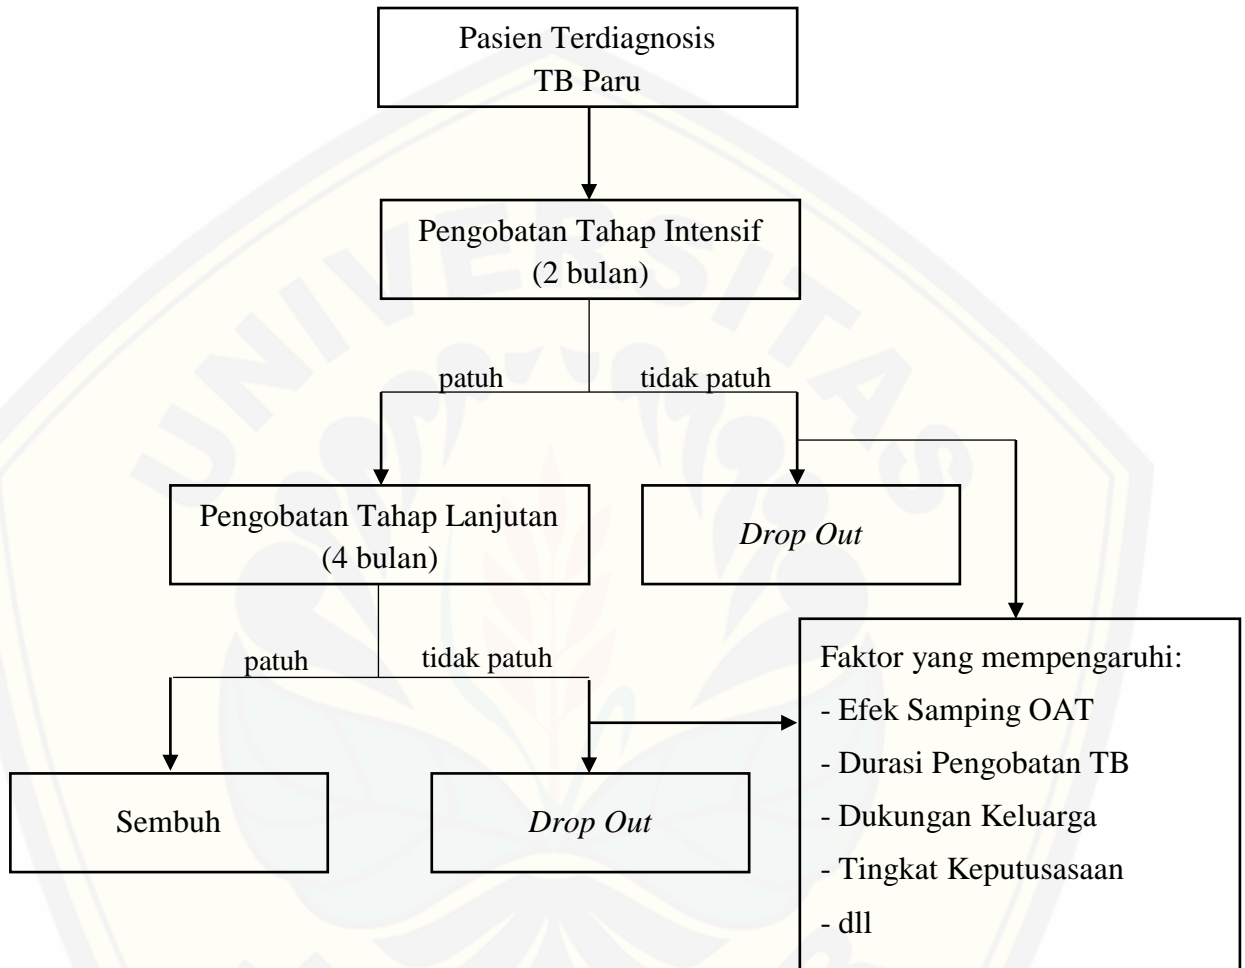 Pasien Terdiagnosis
TB Paru
Pengobatan Tahap Intensif
(2 bulan)
patuh
tidak patuh
Pengobatan Tahap Lanjutan
(4 bulan)
Drop Out
patuh
tidak patuh
Sembuh
Drop Out
Faktor yang mempengaruhi:
- Efek Samping OAT
- Durasi Pengobatan TB
- Dukungan Keluarga
- Tingkat Keputusasaan
- dll
UNIVERSITAS